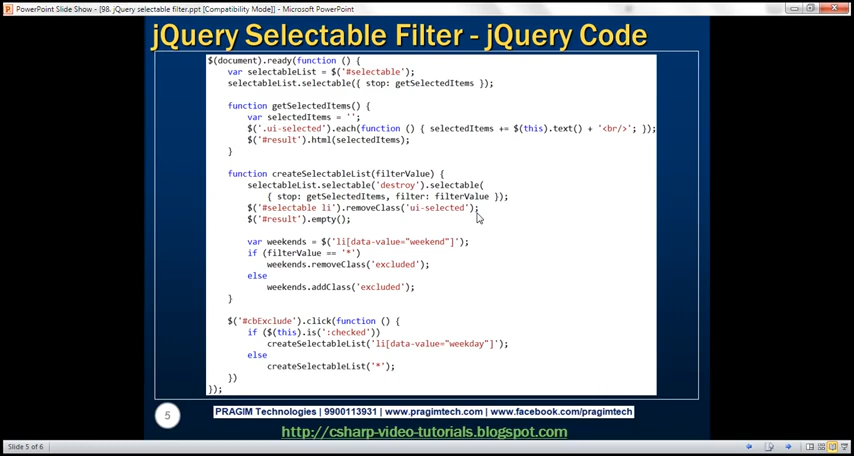 PowerPoint Slide Show - [98. jQuery selectable filter.ppt [Compatibility Mode]] - Microsoft PowerPoint
jQuery Selectable Filter - jQuery Code
$(document).ready(function () {
var selectableList = $('#selectable');
selectableList.selectable({ stop: getSelectedItems });
function getSelectedItems() {
var selectedItems = '';
$('.ui-selected').each(function () { selectedItems += $(this).text() + '<br/>'; });
$('#result').html(selectedItems);
}
function createSelectableList(filterValue) {
selectableList.selectable('destroy').selectable(
{ stop: getSelectedItems, filter: filterValue });
$('#selectable li').removeClass('ui-selected');
$('#result').empty();
var weekends = $('li[data-value="weekend"]');
if (filterValue == '*')
weekends.removeClass('excluded');
else
weekends.addClass('excluded');
}
$('#cbExclude').click(function () {
if ($(this).is(':checked'))
createSelectableList('li[data-value="weekday"]');
else
createSelectableList('*');
})
});
5
PRAGIM Technologies | 9900113931 | www.pragimtech.com | www.facebook.com/pragimtech
http://csharp-video-tutorials.blogspot.com
Slide 5 of 6